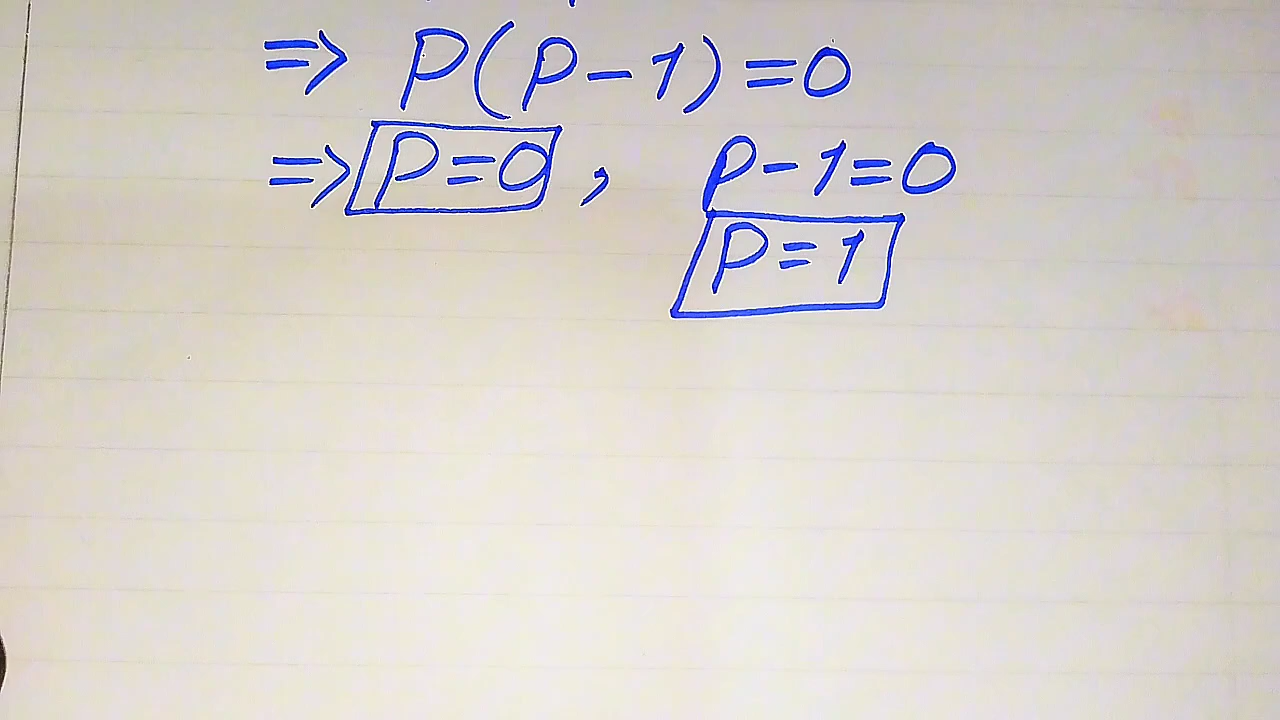 => P(P-1)=0
=> P=0, P-1=0
P=1